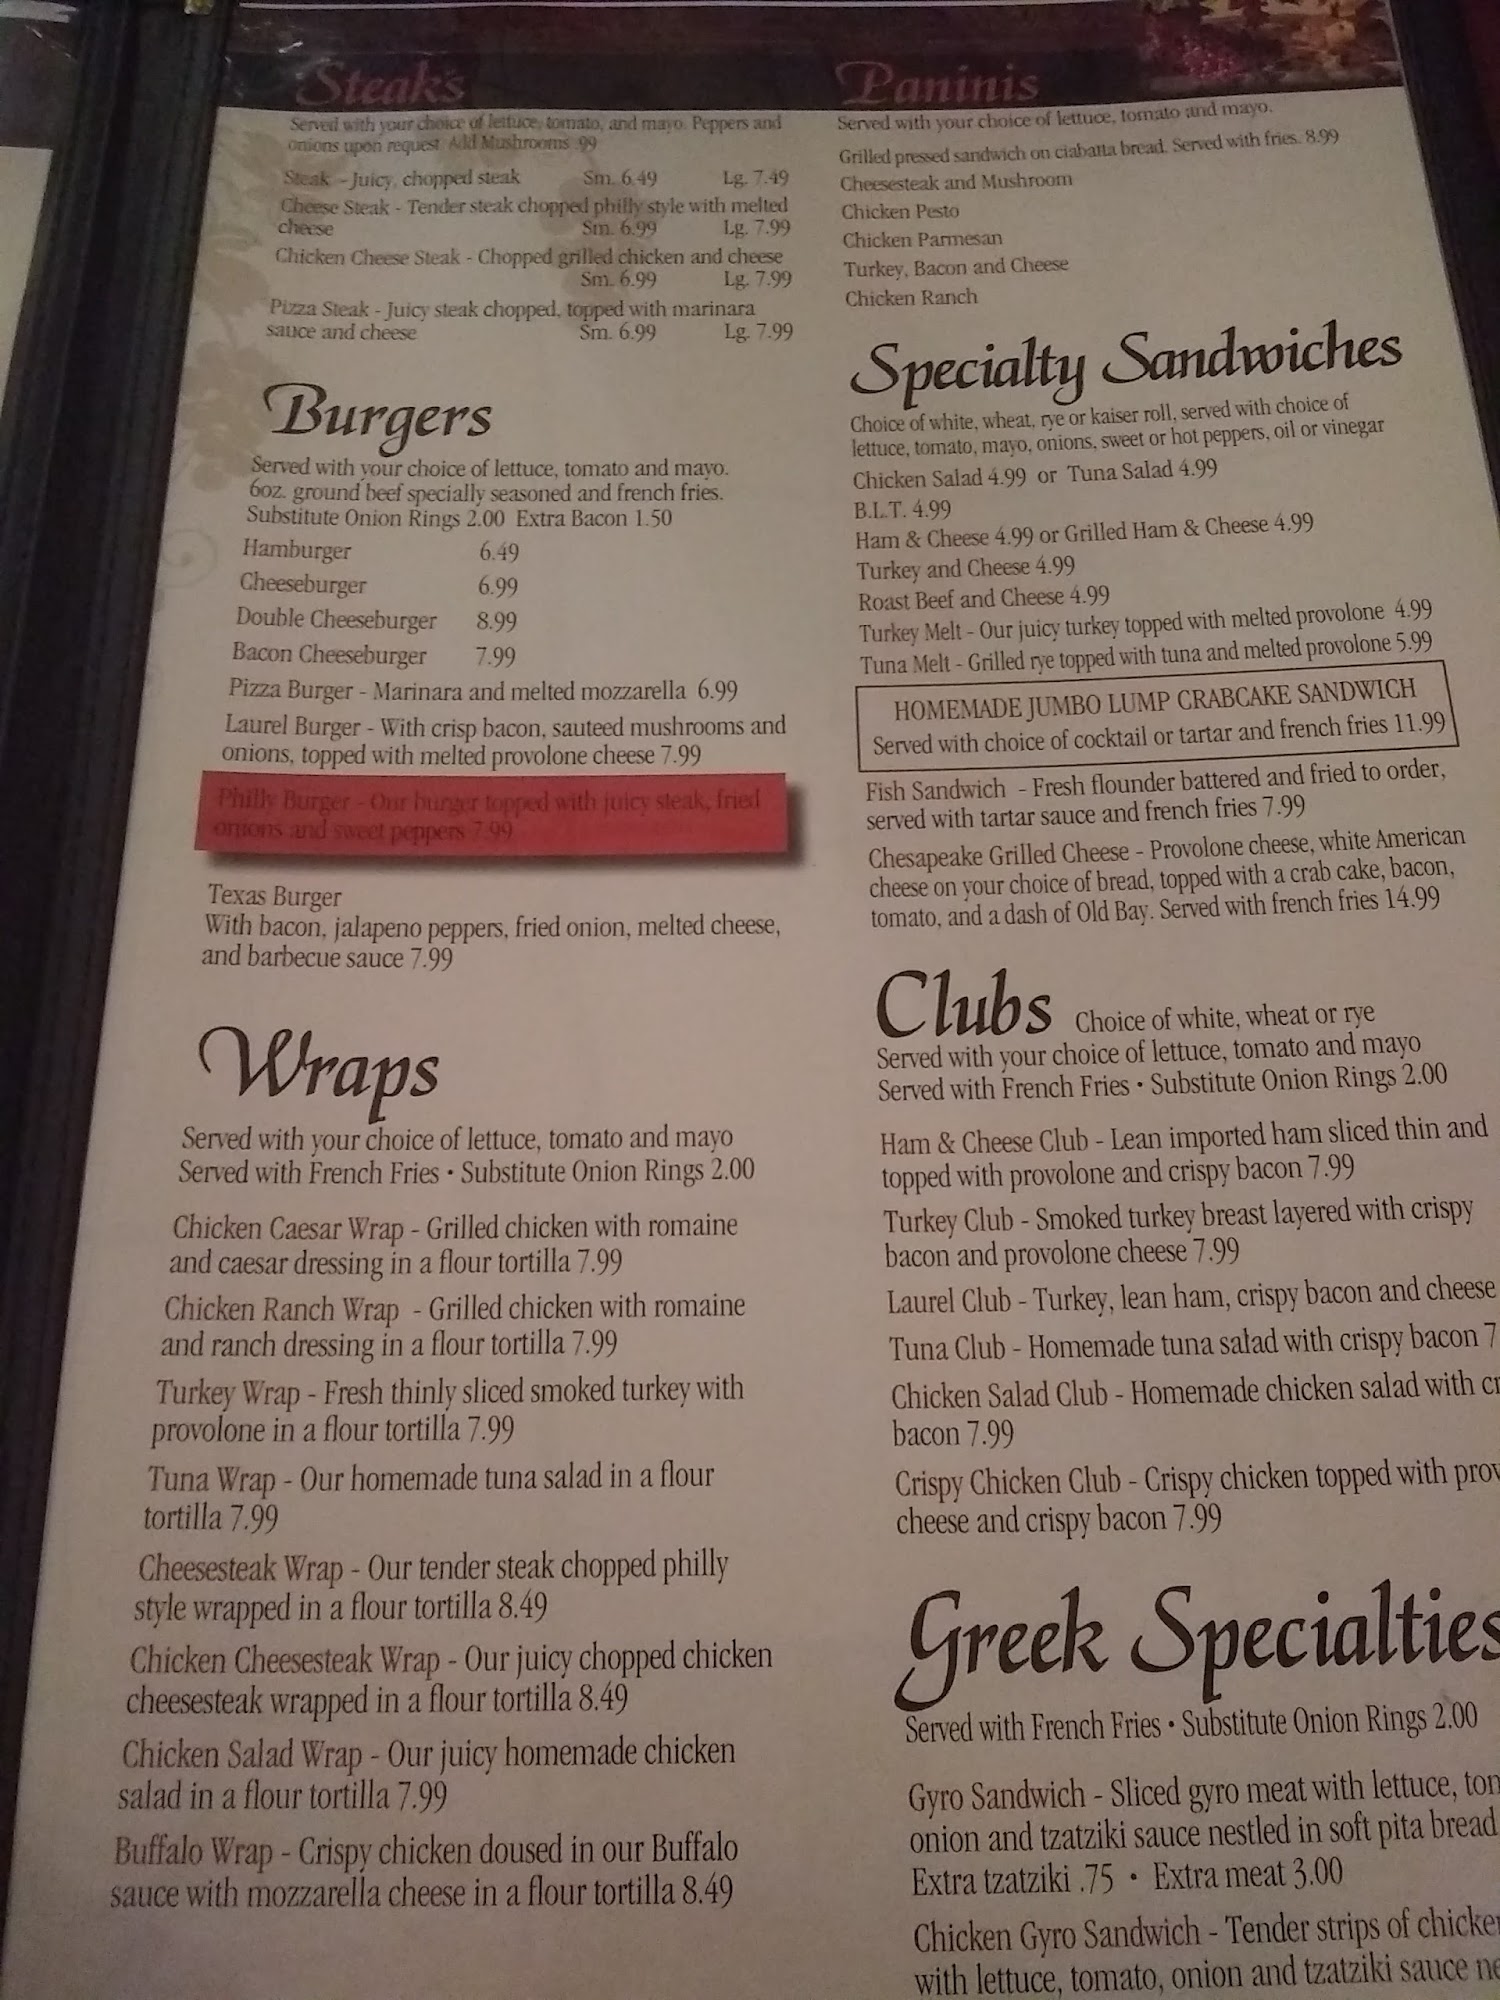 Steak's
Served with your choice of lettuce, tomato, and mayo. Peppers and
onions upon request. Add Mushrooms .99
Steak - Juicy, chopped steak Sm. 6.49 Lg. 7.49
Cheese Steak - Tender steak chopped philly style with melted
cheese Sm. 6.99 Lg. 7.99
Chicken Cheese Steak - Chopped grilled chicken and cheese
Sm. 6.99 Lg. 7.99
Pizza Steak - Juicy steak chopped, topped with marinara
sauce and cheese Sm. 6.99 Lg. 7.99
Burgers
Served with your choice of lettuce, tomato and mayo.
6oz. ground beef specially seasoned and french fries.
Substitute Onion Rings 2.00 Extra Bacon 1.50
Hamburger 6.49
Cheeseburger 6.99
Double Cheeseburger 8.99
Bacon Cheeseburger 7.99
Pizza Burger - Marinara and melted mozzarella 6.99
Laurel Burger - With crisp bacon, sauteed mushrooms and
onions, topped with melted provolone cheese 7.99
Philly Burger - Our burger topped with juicy steak, fried
onions and sweet peppers 7.99
Texas Burger
With bacon, jalapeno peppers, fried onion, melted cheese,
and barbecue sauce 7.99
Wraps
Served with your choice of lettuce, tomato and mayo
Served with French Fries • Substitute Onion Rings 2.00
Chicken Caesar Wrap - Grilled chicken with romaine
and caesar dressing in a flour tortilla 7.99
Chicken Ranch Wrap - Grilled chicken with romaine
and ranch dressing in a flour tortilla 7.99
Turkey Wrap - Fresh thinly sliced smoked turkey with
provolone in a flour tortilla 7.99
Tuna Wrap - Our homemade tuna salad in a flour
tortilla 7.99
Cheesesteak Wrap - Our tender steak chopped philly
style wrapped in a flour tortilla 8.49
Chicken Cheesesteak Wrap - Our juicy chopped chicken
cheesesteak wrapped in a flour tortilla 8.49
Chicken Salad Wrap - Our juicy homemade chicken
salad in a flour tortilla 7.99
Buffalo Wrap - Crispy chicken doused in our Buffalo
sauce with mozzarella cheese in a flour tortilla 8.49
Paninis
Served with your choice of lettuce, tomato and mayo.
Grilled pressed sandwich on ciabatta bread. Served with fries. 8.99
Cheesesteak and Mushroom
Chicken Pesto
Chicken Parmesan
Turkey, Bacon and Cheese
Chicken Ranch
Specialty Sandwiches
Choice of white, wheat, rye or kaiser roll, served with choice of
lettuce, tomato, mayo, onions, sweet or hot peppers, oil or vinegar
Chicken Salad 4.99 or Tuna Salad 4.99
B.L.T. 4.99
Ham & Cheese 4.99 or Grilled Ham & Cheese 4.99
Turkey and Cheese 4.99
Roast Beef and Cheese 4.99
Turkey Melt - Our juicy turkey topped with melted provolone 4.99
Tuna Melt - Grilled rye topped with tuna and melted provolone 5.99
HOMEMADE JUMBO LUMP CRABCAKE SANDWICH
Served with choice of cocktail or tartar and french fries 11.99
Fish Sandwich - Fresh flounder battered and fried to order,
served with tartar sauce and french fries 7.99
Chesapeake Grilled Cheese - Provolone cheese, white American
cheese on your choice of bread, topped with a crab cake, bacon,
tomato, and a dash of Old Bay. Served with french fries 14.99
Clubs Choice of white, wheat or rye
Served with your choice of lettuce, tomato and mayo
Served with French Fries • Substitute Onion Rings 2.00
Ham & Cheese Club - Lean imported ham sliced thin and
topped with provolone and crispy bacon 7.99
Turkey Club - Smoked turkey breast layered with crispy
bacon and provolone cheese 7.99
Laurel Club - Turkey, lean ham, crispy bacon and cheese
Tuna Club - Homemade tuna salad with crispy bacon 7
Chicken Salad Club - Homemade chicken salad with cr
bacon 7.99
Crispy Chicken Club - Crispy chicken topped with prov
cheese and crispy bacon 7.99
Greek Specialties
Served with French Fries • Substitute Onion Rings 2.00
Gyro Sandwich - Sliced gyro meat with lettuce, tom
onion and tzatziki sauce nestled in soft pita bread
Extra tzatziki .75 • Extra meat 3.00
Chicken Gyro Sandwich - Tender strips of chicken
with lettuce, tomato, onion and tzatziki sauce ne